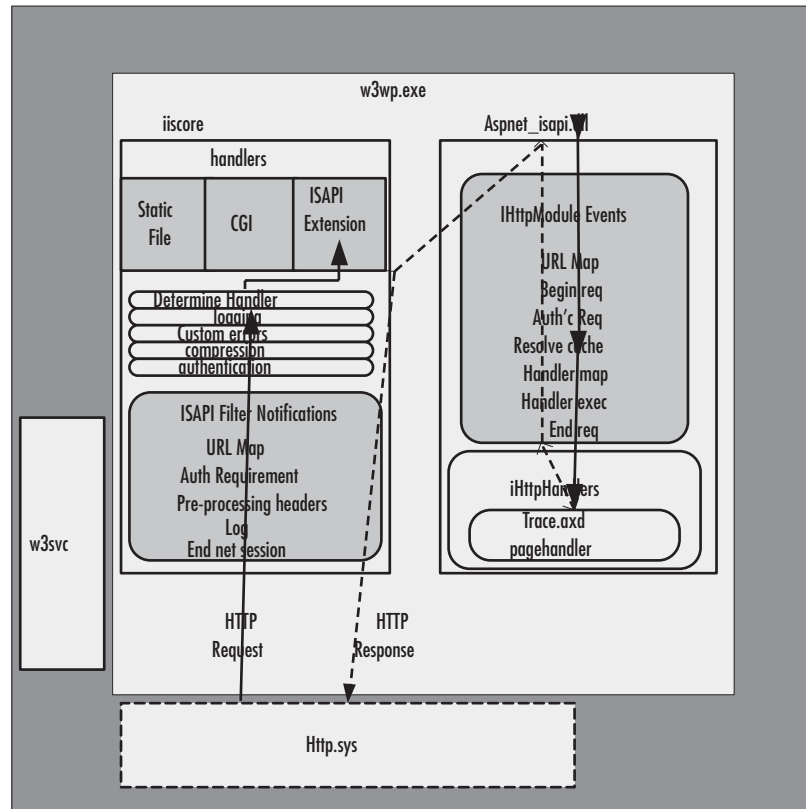 w3wp.exe
iiscore
Aspnet_isapi.
handlers
Static
File
CGI
ISAPI
Extension
Determine Handler
logging
Custom errors
compression
authentication
ISAPI Filter Notifications
URL Map
Auth Requirement
Pre-processing headers
Log
End net session
IHttpModule Events
URL Map
Begin req
Auth'c Req
Resolve cache
Handler map
Handler exec
End req
iHttpHandlers
Trace.axd
pagehandler
w3svc
HTTP
Request
HTTP
Response
Http.sys